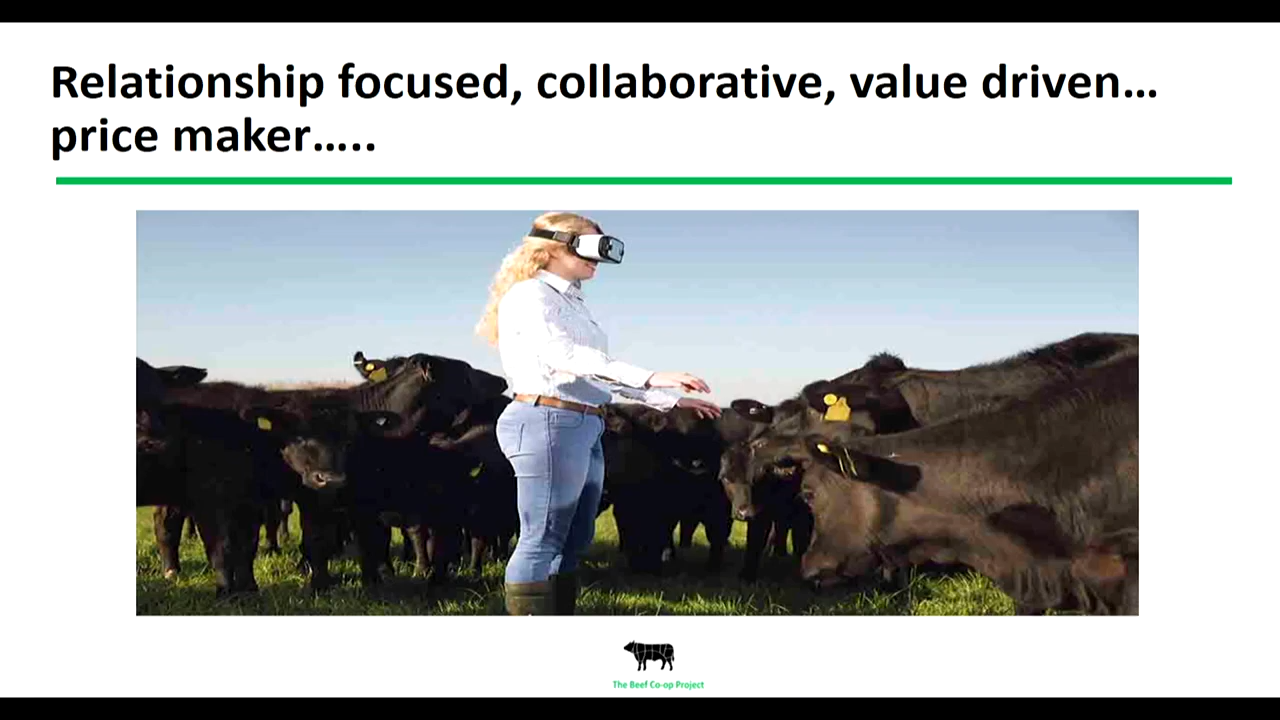 Relationship focused, collaborative, value driven…
price maker…..
The Beef Co-op Project